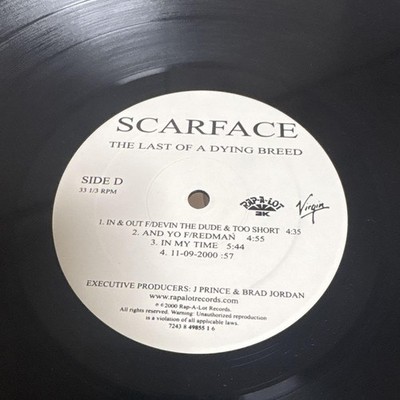 SCARFACE
THE LAST OF A DYING BREED
SIDE D
33 1/3 RPM
RAP-A-LOT
3K
Virgin
1. IN & OUT F/DEVIN THE DUDE & TOO SHORT 4:35
2. AND YO F/REDMAN 4:55
3. IN MY TIME 5:44
4. 11-09-2000 :57
EXECUTIVE PRODUCERS: J PRINCE & BRAD JORDAN
www.rapalotrecords.com
℗ ©2000 Rap-A-Lot Records.
All rights reserved. Warning: Unauthorized reproduction
is a violation of all applicable laws.
7243 8 49855 1 6